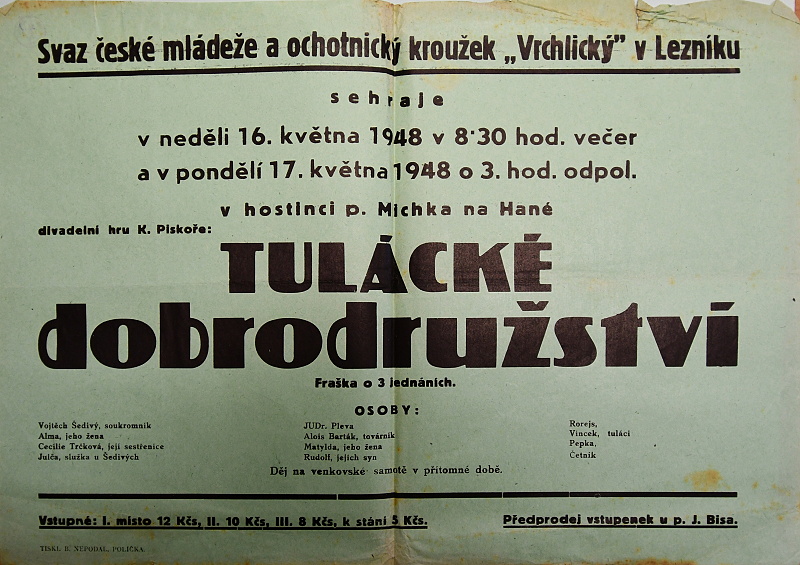 Svaz české mládeže a ochotnický kroužek „Vrchlický" v Lezníku
sehraje
v neděli 16. května 1948 v 8·30 hod. večer
a v pondělí 17. května 1948 o 3. hod. odpol.
v hostinci p. Michka na Hané
divadelní hru K. Piskoře:
TULÁCKÉ
dobrodružství
Fraška o 3 jednáních.
OSOBY:
Vojtěch Šedivý, soukromník
Alma, jeho žena
Cecilie Trčková, její sestřenice
Julča, služka u Šedivých
JUDr. Pleva
Alois Barták, továrník
Matylda, jeho žena
Rudolf, jejich syn
Rorejs,
Vincek, tuláci
Pepka,
Četník
Děj na venkovské samotě v přítomné době.
Vstupné: I. místo 12 Kčs, II. 10 Kčs, III. 8 Kčs, k stání 5 Kčs.
Předprodej vstupenek u p. J. Bisa.
TISKL B. NEPODAL, POLIČKA.